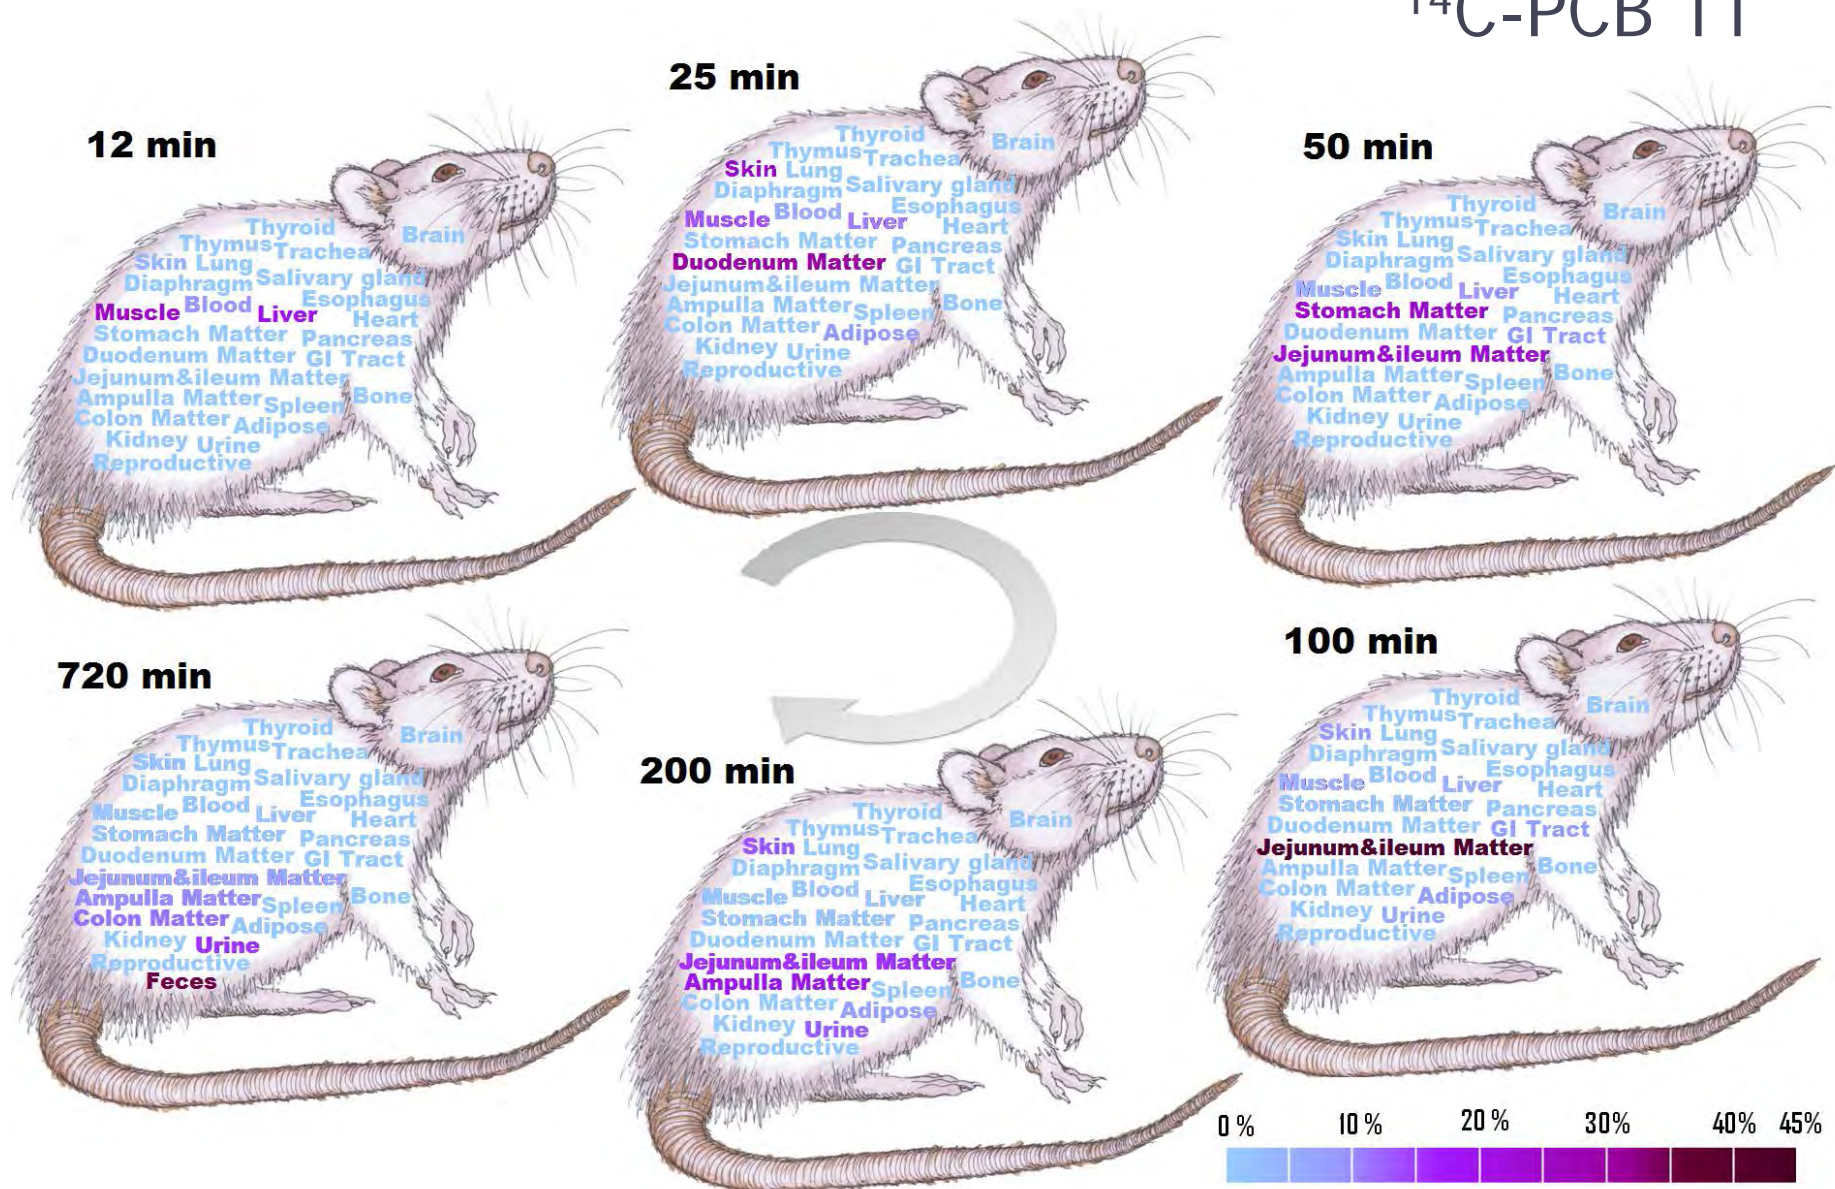 ¹⁴C-PCB 11
12 min
Thyroid
Brain
Thymus Trachea
Skin Lung
Diaphragm Salivary gland
Esophagus
Muscle Blood Liver Heart
Stomach Matter Pancreas
Duodenum Matter GI Tract
Jejunum&ileum Matter
Ampulla Matter Spleen Bone
Colon Matter Adipose
Kidney Urine
Reproductive
25 min
Thyroid
Brain
Thymus Trachea
Skin Lung
Diaphragm Salivary gland
Esophagus
Muscle Blood Liver Heart
Stomach Matter Pancreas
Duodenum Matter GI Tract
Jejunum&ileum Matter
Ampulla Matter Spleen Bone
Colon Matter Adipose
Kidney Urine
Reproductive
50 min
Thyroid
Brain
Thymus Trachea
Skin Lung
Diaphragm Salivary gland
Esophagus
Muscle Blood Liver Heart
Stomach Matter Pancreas
Duodenum Matter GI Tract
Jejunum&ileum Matter
Ampulla Matter Spleen Bone
Colon Matter Adipose
Kidney Urine
Reproductive
720 min
Thyroid
Brain
Thymus Trachea
Skin Lung
Diaphragm Salivary gland
Esophagus
Muscle Blood Liver Heart
Stomach Matter Pancreas
Duodenum Matter GI Tract
Jejunum&ileum Matter
Ampulla Matter Spleen Bone
Colon Matter Adipose
Kidney Urine
Reproductive
Feces
200 min
Thyroid
Brain
Thymus Trachea
Skin Lung
Diaphragm Salivary gland
Esophagus
Muscle Blood Liver Heart
Stomach Matter Pancreas
Duodenum Matter GI Tract
Jejunum&ileum Matter
Ampulla Matter Spleen Bone
Colon Matter Adipose
Kidney Urine
Reproductive
100 min
Thyroid
Brain
Thymus Trachea
Skin Lung
Diaphragm Salivary gland
Esophagus
Muscle Blood Liver Heart
Stomach Matter Pancreas
Duodenum Matter GI Tract
Jejunum&ileum Matter
Ampulla Matter Spleen Bone
Colon Matter Adipose
Kidney Urine
Reproductive
0 % 10 % 20 % 30% 40% 45%